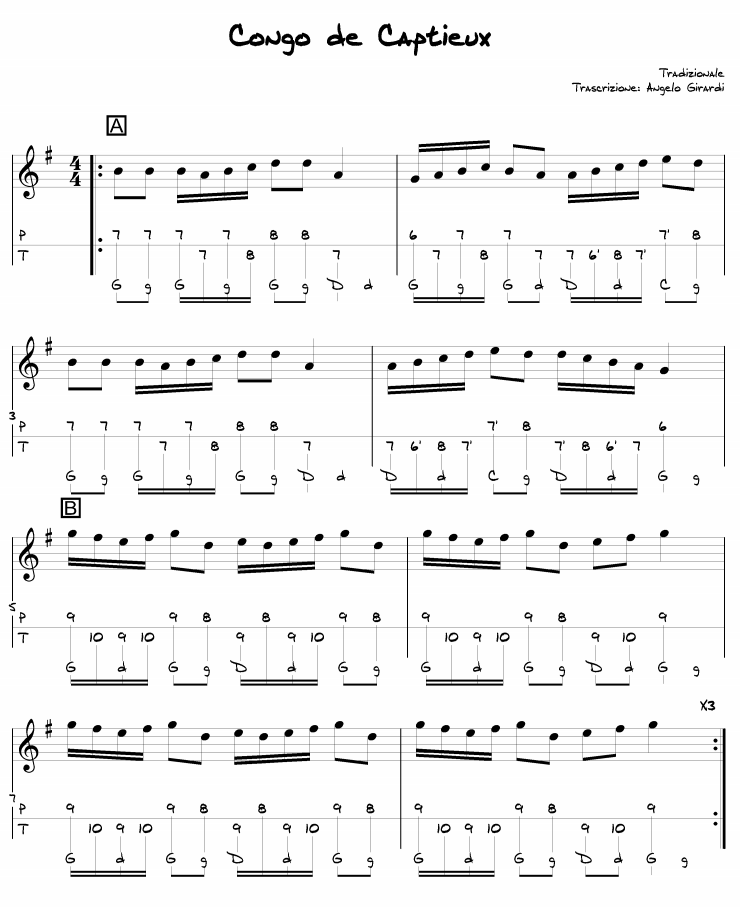 Congo de Captieux
Tradizionale
Trascrizione: Angelo Girardi
A
4
4
P 7 7 7 7 8 8 6 7 7 7' 8
T 7 8 7 7 8 7 7 6' 8 7'
G g G g G g D d G g G d D d C g
3
P 7 7 7 7 8 8 7' 8 6
T 7 8 7 7 6' 8 7' 7' 8 6' 7
G g G g G g D d D d C g D d G g
B
5
P 9 9 8 8 9 8 9 9 8 9
T 10 9 10 9 9 10 10 9 10 9 10
G d G g D d G g G d G g D d G g
X3
7
P 9 9 8 8 9 8 9 9 8 9
T 10 9 10 9 9 10 10 9 10 9 10
G d G g D d G g G d G g D d G g